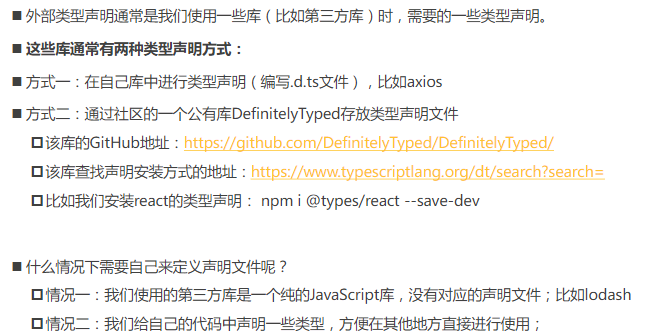 ■ 外部类型声明通常是我们使用一些库（比如第三方库）时，需要的一些类型声明。
■ 这些库通常有两种类型声明方式：
■ 方式一：在自己库中进行类型声明（编写.d.ts文件），比如axios
■ 方式二：通过社区的一个公有库DefinitelyTyped存放类型声明文件
□ 该库的GitHub地址：https://github.com/DefinitelyTyped/DefinitelyTyped/
□ 该库查找声明安装方式的地址：https://www.typescriptlang.org/dt/search?search=
□ 比如我们安装react的类型声明： npm i @types/react --save-dev
■ 什么情况下需要自己来定义声明文件呢？
□ 情况一：我们使用的第三方库是一个纯的JavaScript库，没有对应的声明文件；比如lodash
□ 情况二：我们给自己的代码中声明一些类型，方便在其他地方直接进行使用；